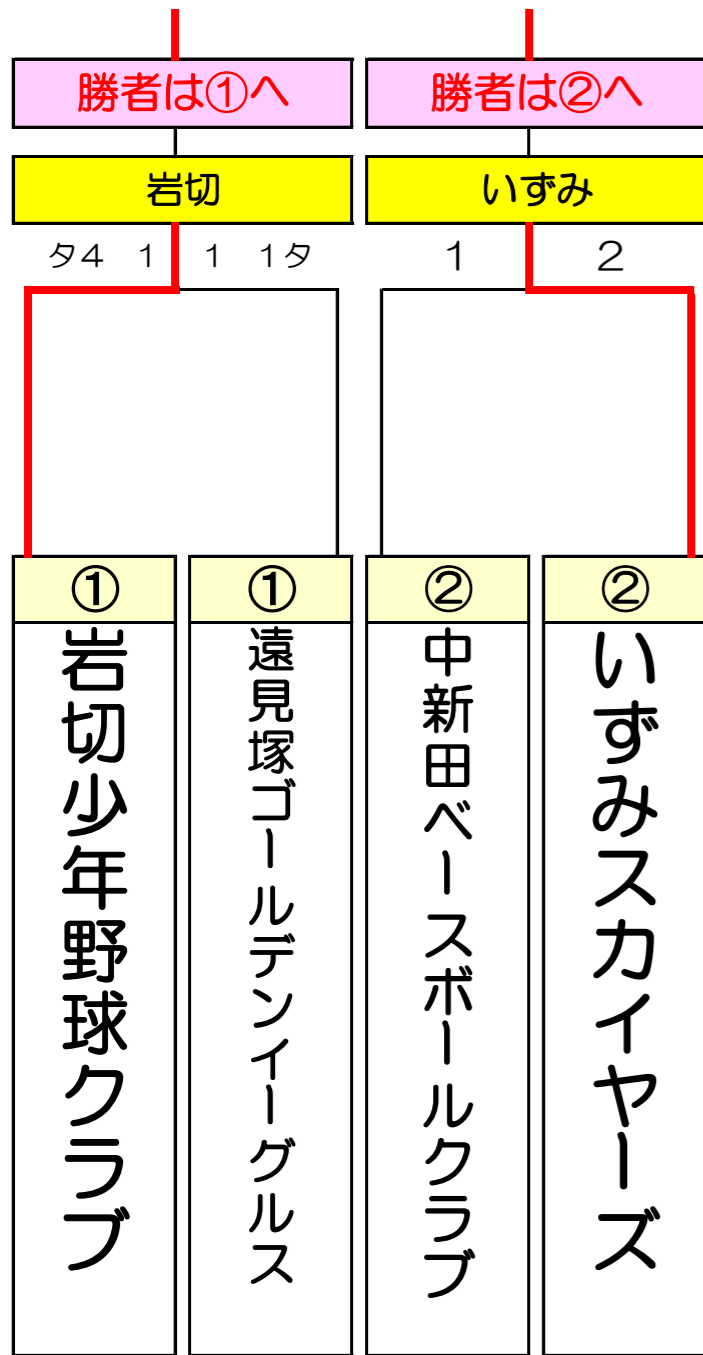 勝者は①へ
勝者は②へ
岩切
いずみ
タ４ １ １ １タ
１ ２
①
①
②
②
岩切少年野球クラブ
遠見塚ゴールデンイーグルス
中新田ベースボールクラブ
いずみスカイヤーズ